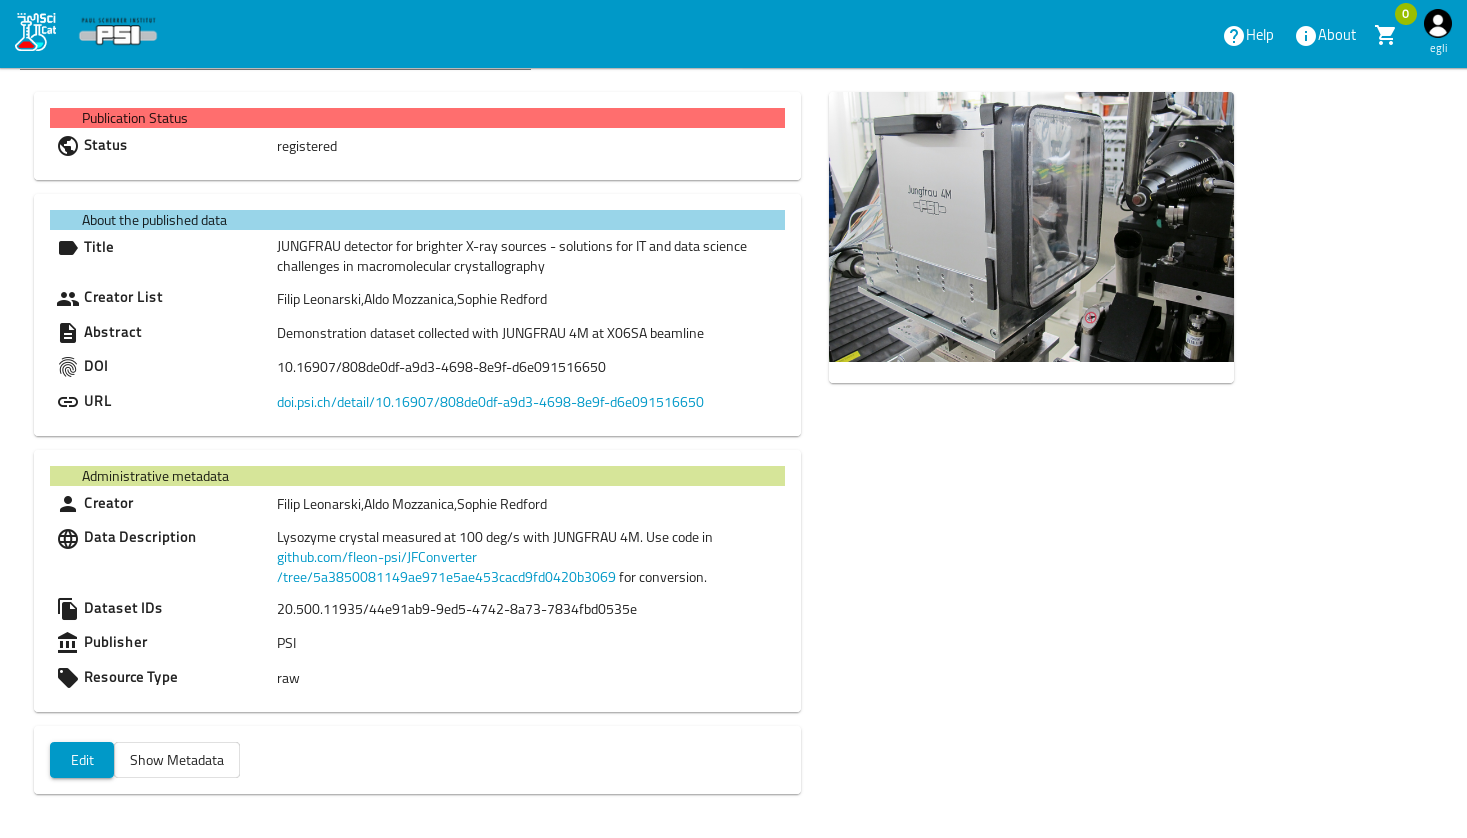 Sci
Cat
PAUL SCHERRER INSTITUT
PSI
Help
About
0
egli
Publication Status
Status
registered
About the published data
Title
JUNGFRAU detector for brighter X-ray sources - solutions for IT and data science
challenges in macromolecular crystallography
Creator List
Filip Leonarski,Aldo Mozzanica,Sophie Redford
Abstract
Demonstration dataset collected with JUNGFRAU 4M at X06SA beamline
DOI
10.16907/808de0df-a9d3-4698-8e9f-d6e091516650
URL
doi.psi.ch/detail/10.16907/808de0df-a9d3-4698-8e9f-d6e091516650
Administrative metadata
Creator
Filip Leonarski,Aldo Mozzanica,Sophie Redford
Data Description
Lysozyme crystal measured at 100 deg/s with JUNGFRAU 4M. Use code in
github.com/fleon-psi/JFConverter
/tree/5a3850081149ae971e5ae453cacd9fd0420b3069 for conversion.
Dataset IDs
20.500.11935/44e91ab9-9ed5-4742-8a73-7834fbd0535e
Publisher
PSI
Resource Type
raw
Edit
Show Metadata
Jungfrau 4M
PSI